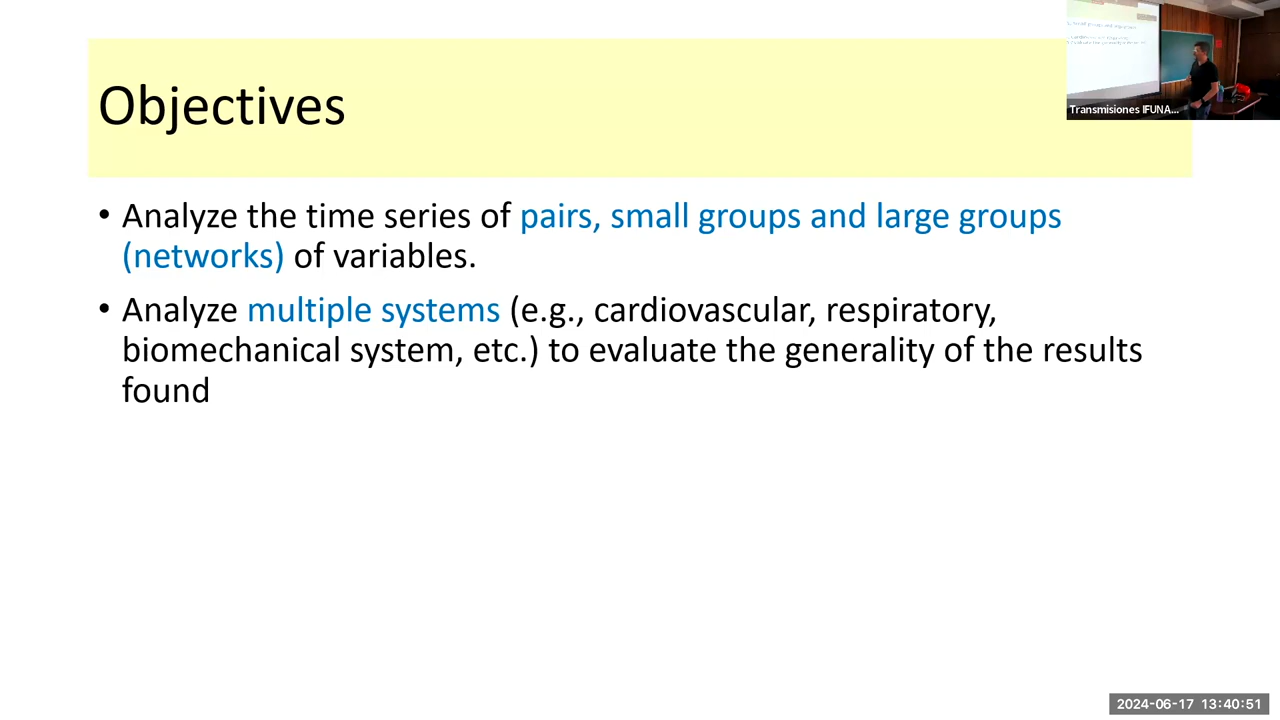 Objectives
• Analyze the time series of pairs, small groups and large groups
(networks) of variables.
• Analyze multiple systems (e.g., cardiovascular, respiratory,
biomechanical system, etc.) to evaluate the generality of the results
found
Transmisiones IFUNA...
2024-06-17 13:40:51